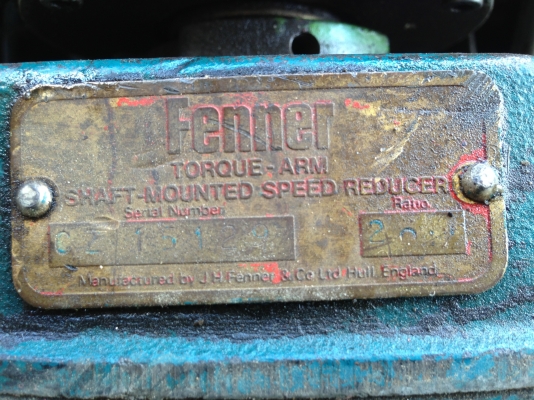 Fenner
TORQUE-ARM
SHAFT-MOUNTED SPEED REDUCER
Serial Number
Ratio
Manufactured by J.H. Fenner & Co Ltd Hull, England